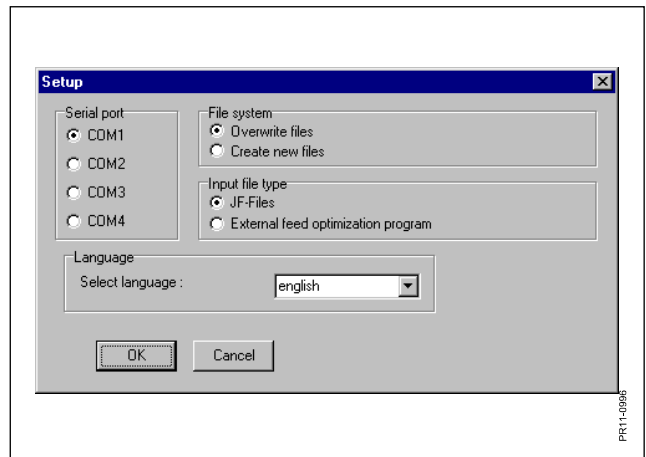 Setup
Serial port
COM1
COM2
COM3
COM4
File system
Overwrite files
Create new files
Input file type
JF-Files
External feed optimization program
Language
Select language :
english
OK
Cancel
PR11-0996